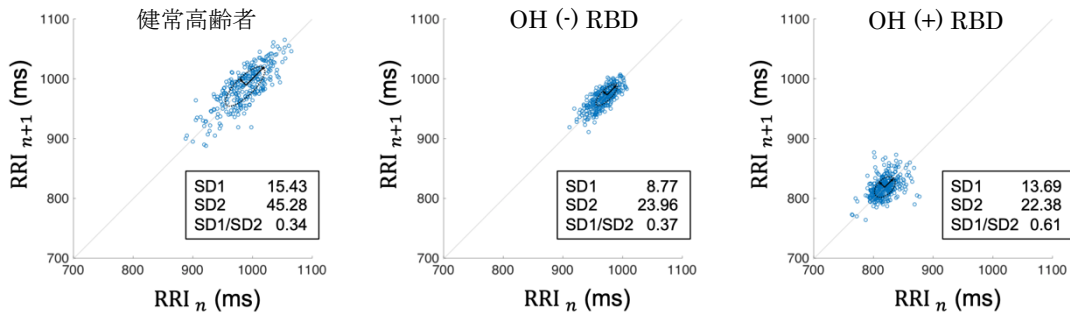 健常高齢者
1100
1000
900
800
700
700 800 900 1000 1100
RRI n+1 (ms)
RRI n (ms)
SD1 15.43
SD2 45.28
SD1/SD2 0.34
OH (-) RBD
1100
1000
900
800
700
700 800 900 1000 1100
RRI n+1 (ms)
RRI n (ms)
SD1 8.77
SD2 23.96
SD1/SD2 0.37
OH (+) RBD
1100
1000
900
800
700
700 800 900 1000 1100
RRI n+1 (ms)
RRI n (ms)
SD1 13.69
SD2 22.38
SD1/SD2 0.61